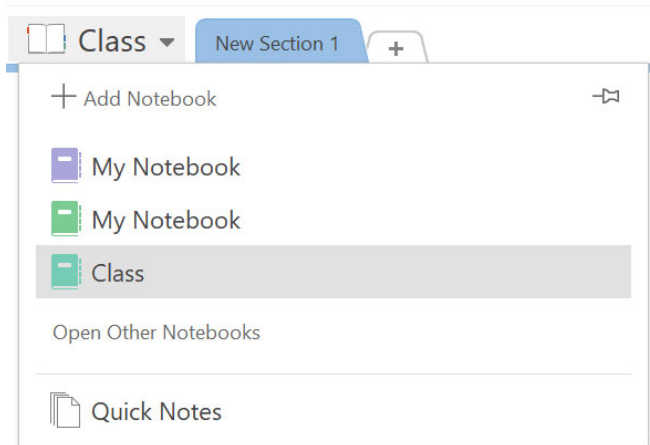 Class
New Section 1
+
Add Notebook
My Notebook
My Notebook
Class
Open Other Notebooks
Quick Notes